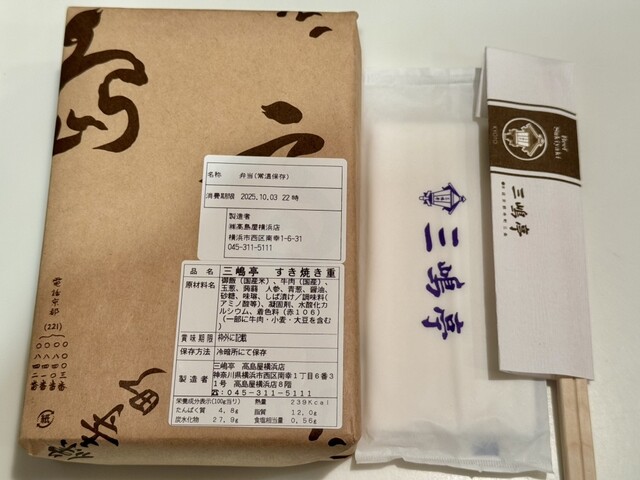 名称 弁当(常温保存)
消費期限 2025.10.03 22時
製造者
㈱高島屋横浜店
横浜市西区南幸1-6-31
045-311-5111
品名 三嶋亭 すき焼き重
原材料名 御飯（国産米）、牛肉（国産）、
玉葱、蒟蒻、人参、青葱、醤油、
砂糖、味醂、しば漬け／調味料
（アミノ酸等）、凝固剤、水酸化カ
ルシウム、着色料（赤106）
（一部に牛肉・小麦・大豆を含む）
賞味期限 枠外に記載
保存方法 冷暗所にて保存
製造者 三嶋亭 高島屋横浜店
神奈川県横浜市西区南幸１丁目６番３
１号 高島屋横浜店８階
☎:045-311-5111
栄養成分表示(100g当り) 熱量 239Kcal
たんぱく質 4.8g 脂質 12.0g
炭水化物 27.9g 食塩相当量 0.56g
(221)
紙
三嶋亭
Beef
Sukiyaki
KYOTO
三嶋亭